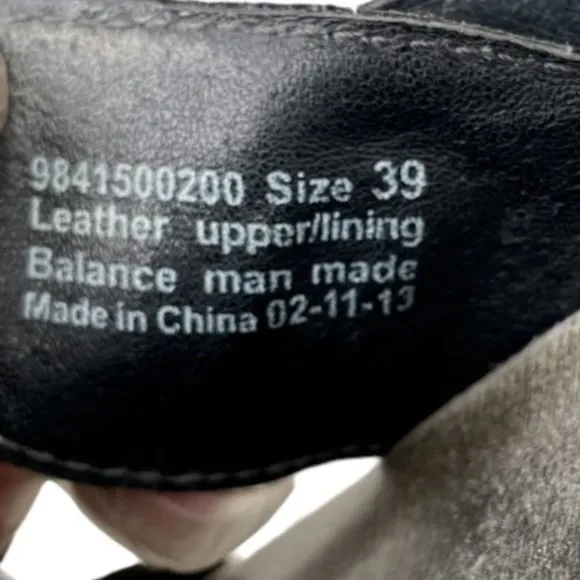 9841500200 Size 39
Leather upper/lining
Balance man made
Made in China 02-11-13